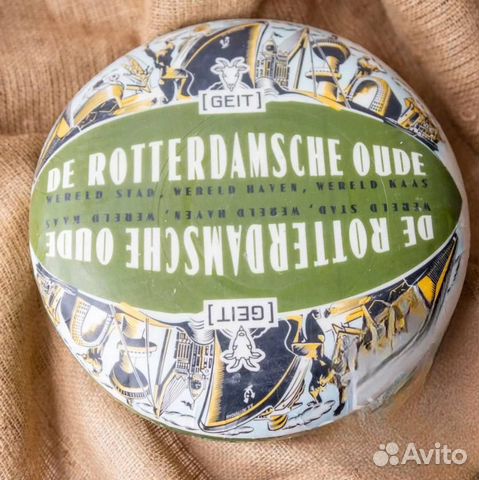 [GEIT]
DE ROTTERDAMSCHE OUDE
WERELD STAD, WERELD HAVEN, WERELD KAAS
WERELD STAD, WERELD HAVEN, WERELD KAAS
DE ROTTERDAMSCHE OUDE
[GEIT]
Avito